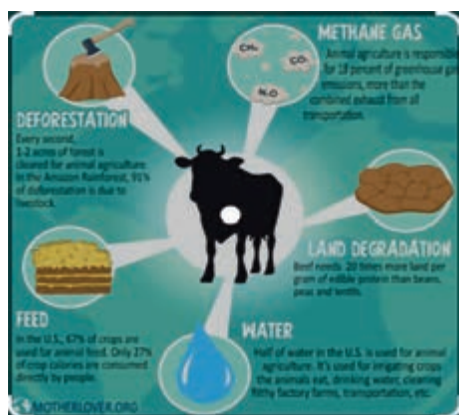 METHANE GAS
Animal agriculture is responsible
for 18 percent of greenhouse gas
emissions, more than the
combined exhaust from all
transportation.
CH₄
CO₂
N₂O
DEFORESTATION
Every second,
1-2 acres of forest is
cleared for animal agriculture
in the Amazon Rainforest, 91%
of deforestation is due to
livestock.
LAND DEGRADATION
Beef needs 20 times more land per
gram of edible protein than beans,
peas and lentils.
FEED
In the U.S., 67% of crops are
used for animal feed. Only 27%
of crop calories are consumed
directly by people.
WATER
Half of water in the U.S. is used for animal
agriculture. It's used for irrigating crops
the animals eat, drinking water, cleaning
filthy factory farms, transportation, etc.
MOTHERLOVER.ORG